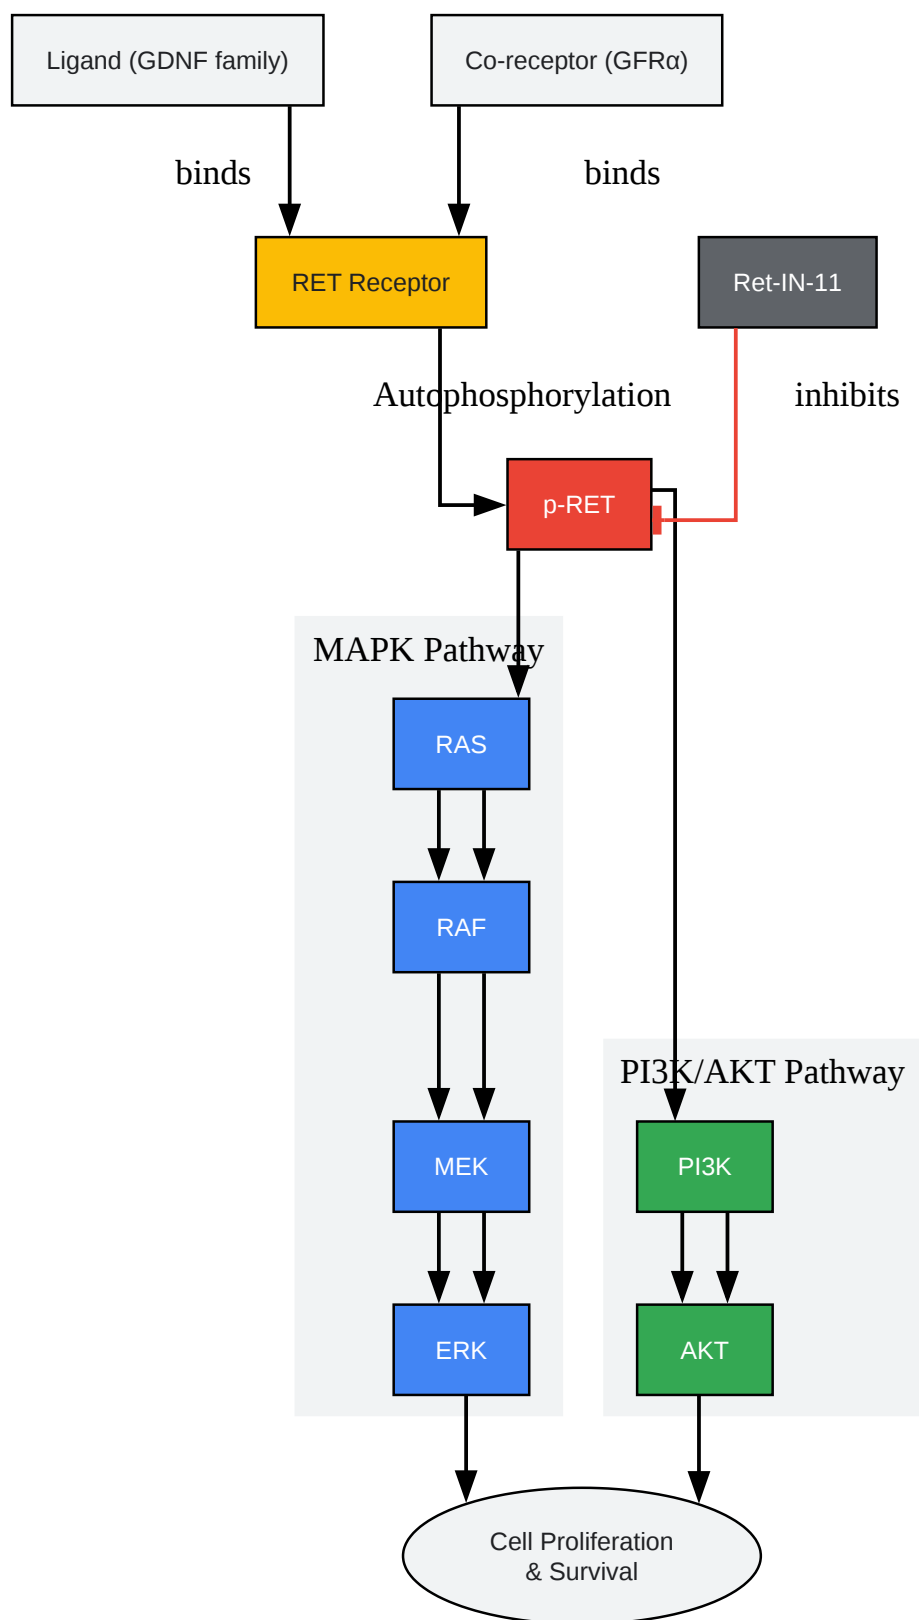 Ligand (GDNF family)
Co-receptor (GFRα)
binds
binds
RET Receptor
Ret-IN-11
Autophosphorylation
inhibits
p-RET
MAPK Pathway
RAS
RAF
PI3K/AKT Pathway
MEK
PI3K
ERK
AKT
Cell Proliferation
& Survival